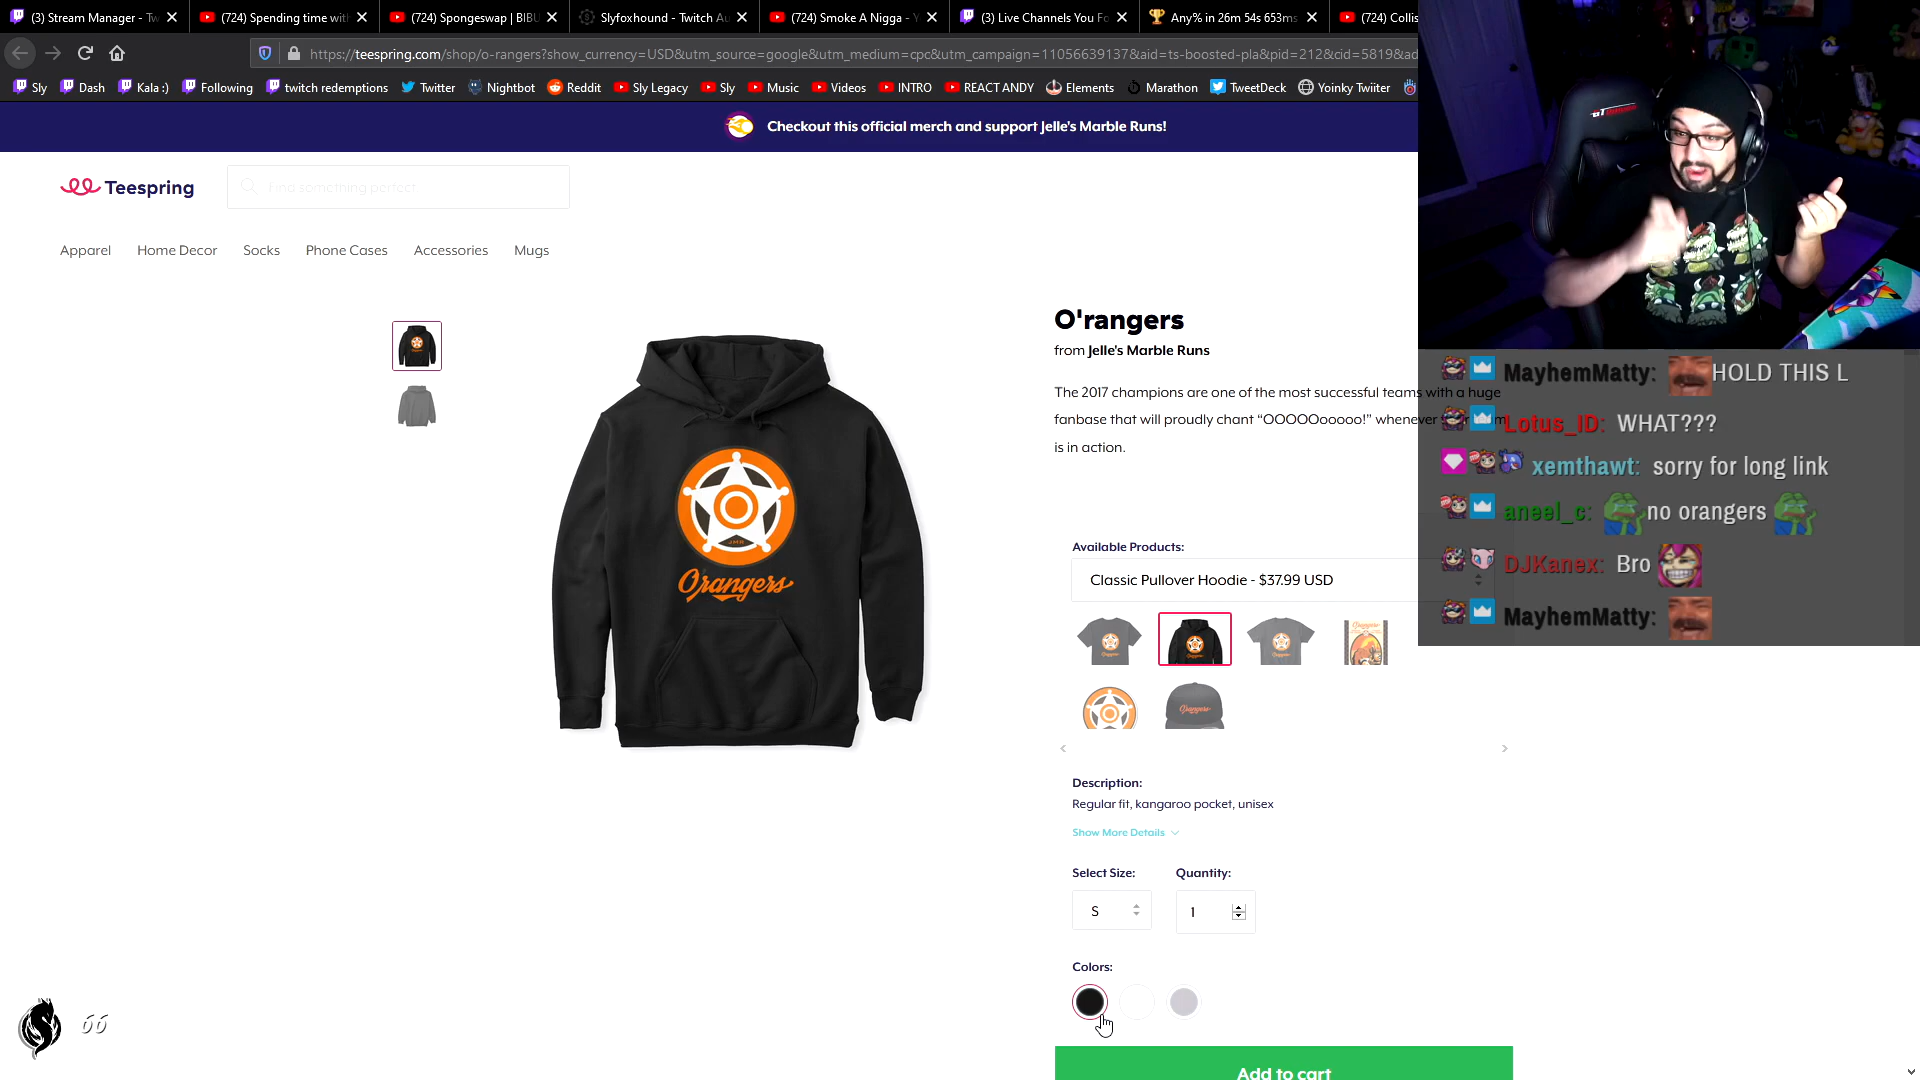 (3) Stream Manager - Tw
(724) Spending time wit
(724) Spongeswap | BIBU
Slyfoxhound - Twitch Au
(724) Smoke A Nigga - Y
(3) Live Channels You Fo
Any% in 26m 54s 653ms
(724) Collis
https://teespring.com/shop/o-rangers?show_currency=USD&utm_source=google&utm_medium=cpc&utm_campaign=11056639137&aid=ts-boosted-pla&pid=212&cid=5819&ad
Sly Dash Kala :) Following twitch redemptions Twitter Nightbot Reddit Sly Legacy Sly Music Videos INTRO REACT ANDY Elements Marathon TweetDeck Yoinky Twiiter
Checkout this official merch and support Jelle's Marble Runs!
Teespring
Find something perfect
Apparel Home Decor Socks Phone Cases Accessories Mugs
O'rangers
from Jelle's Marble Runs
The 2017 champions are one of the most successful teams with a huge
fanbase that will proudly chant “OOOOOooooo!” whenever
is in action.
JMR
O'rangers
Available Products:
Classic Pullover Hoodie - $37.99 USD
Description:
Regular fit, kangaroo pocket, unisex
Show More Details
Select Size: Quantity:
S 1
Colors:
Add to cart
66
MayhemMatty: HOLD THIS L
Lotus_ID: WHAT???
xemthawt: sorry for long link
aneel_c: no orangers
DJKanex: Bro
MayhemMatty: